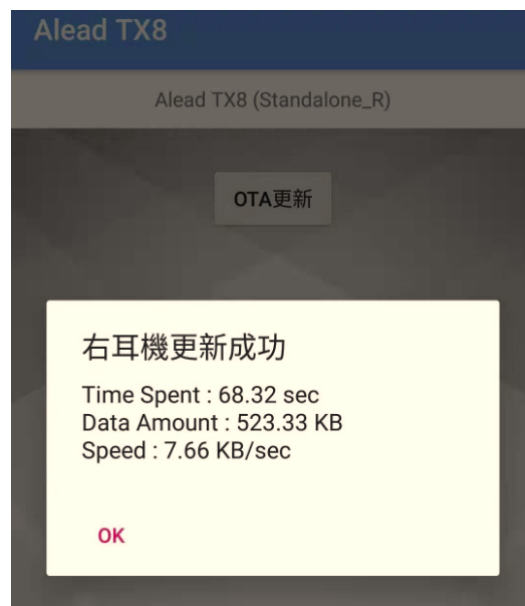 Alead TX8
Alead TX8 (Standalone_R)
OTA更新
右耳機更新成功
Time Spent : 68.32 sec
Data Amount : 523.33 KB
Speed : 7.66 KB/sec
OK